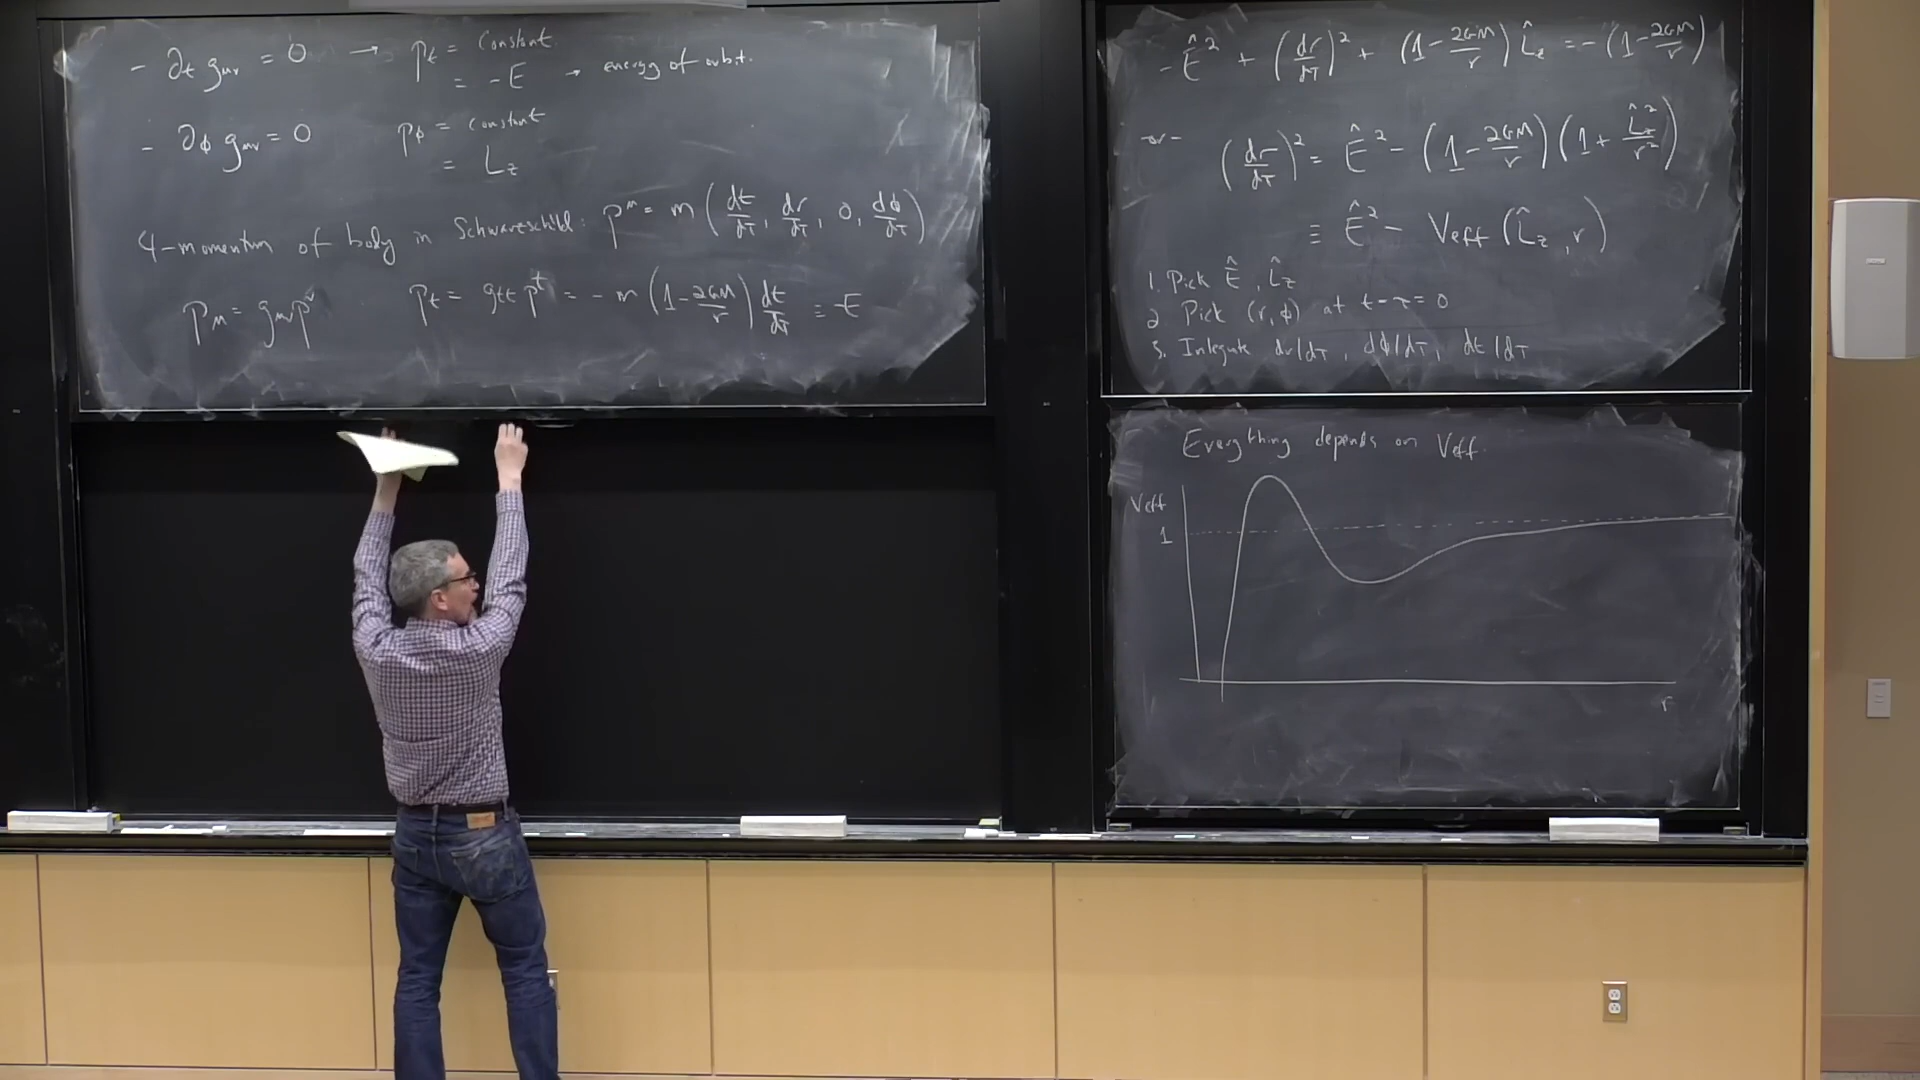 - ∂t gμν = 0 → pt = Constant
= -E → energy of orbit.
- ∂ϕ gμν = 0 pϕ = constant
= Lz
4-momentum of body in Schwarzschild: p^μ = m (dt/dτ, dr/dτ, 0, dϕ/dτ)
pμ = gμν p^ν pt = gtt p^t = - m (1 - 2GM/r) dt/dτ ≡ -E
- Ê² + (dr/dτ)² + (1 - 2GM/r) L̂z = - (1 - 2GM/r)
-or- (dr/dτ)² = Ê² - (1 - 2GM/r)(1 + L̂z²/r²)
≡ Ê² - Veff (L̂z, r)
1. Pick Ê, L̂z
2. Pick (r, ϕ) at t = τ = 0
3. Integrate dr/dτ, dϕ/dτ, dt/dτ
Everything depends on Veff.
Veff
1
r